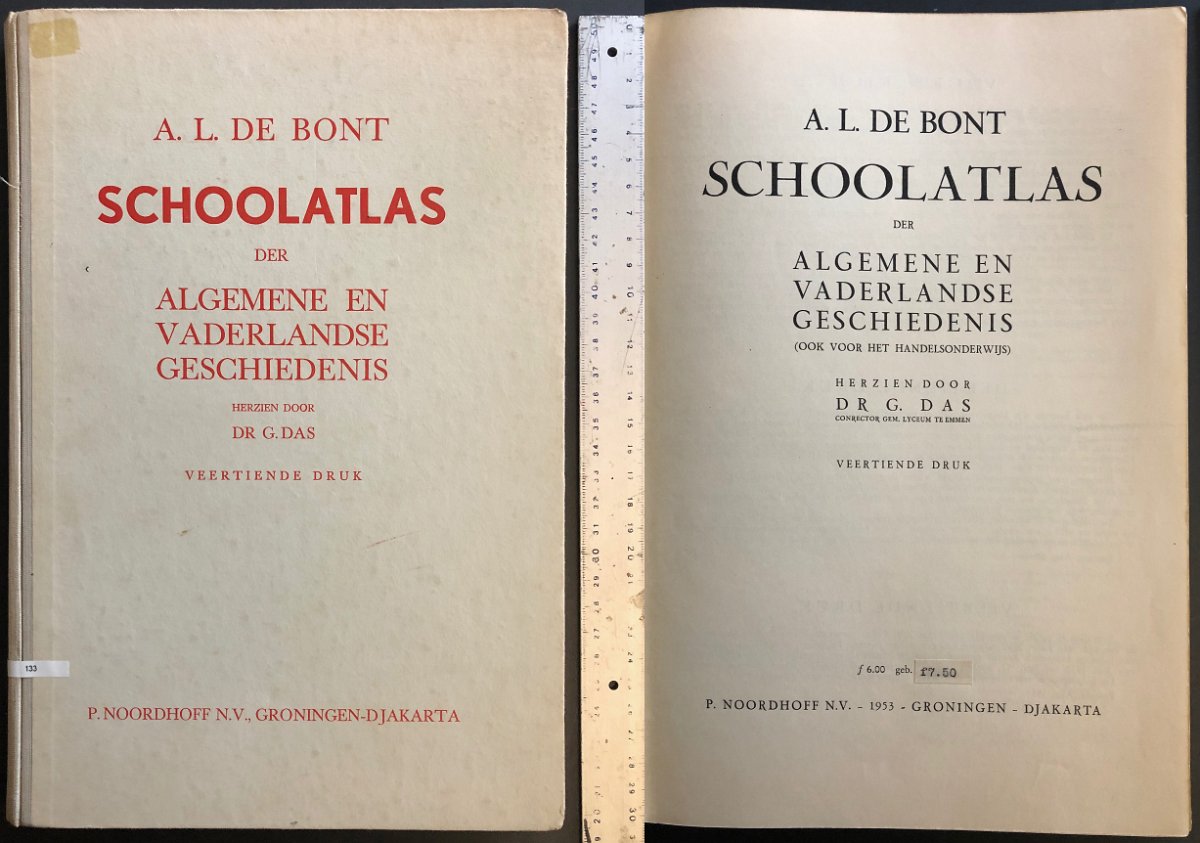 A. L. DE BONT
SCHOOLATLAS
DER
ALGEMENE EN
VADERLANDSE
GESCHIEDENIS
HERZIEN DOOR
DR G. DAS
VEERTIENDE DRUK
133
P. NOORDHOFF N.V., GRONINGEN-DJAKARTA
A. L. DE BONT
SCHOOLATLAS
DER
ALGEMENE EN
VADERLANDSE
GESCHIEDENIS
(OOK VOOR HET HANDELSONDERWIJS)
HERZIEN DOOR
DR G. DAS
CONRECTOR GEM. LYCEUM TE EMMEN
VEERTIENDE DRUK
f 6.00 geb. f7.50
P. NOORDHOFF N.V. – 1953 – GRONINGEN – DJAKARTA